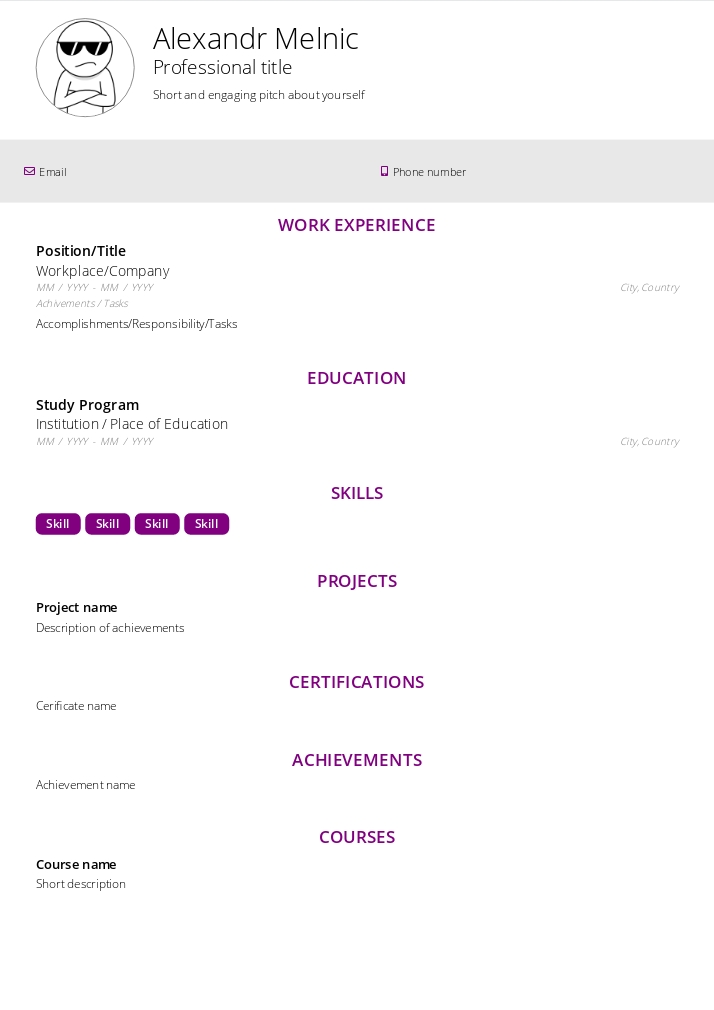 Alexandr Melnic
Professional title
Short and engaging pitch about yourself
Email
Phone number
WORK EXPERIENCE
Position/Title
Workplace/Company
MM / YYYY - MM / YYYY
City, Country
Achivements / Tasks
Accomplishments/Responsibility/Tasks
EDUCATION
Study Program
Institution / Place of Education
MM / YYYY - MM / YYYY
City, Country
SKILLS
Skill Skill Skill Skill
PROJECTS
Project name
Description of achievements
CERTIFICATIONS
Cerificate name
ACHIEVEMENTS
Achievement name
COURSES
Course name
Short description